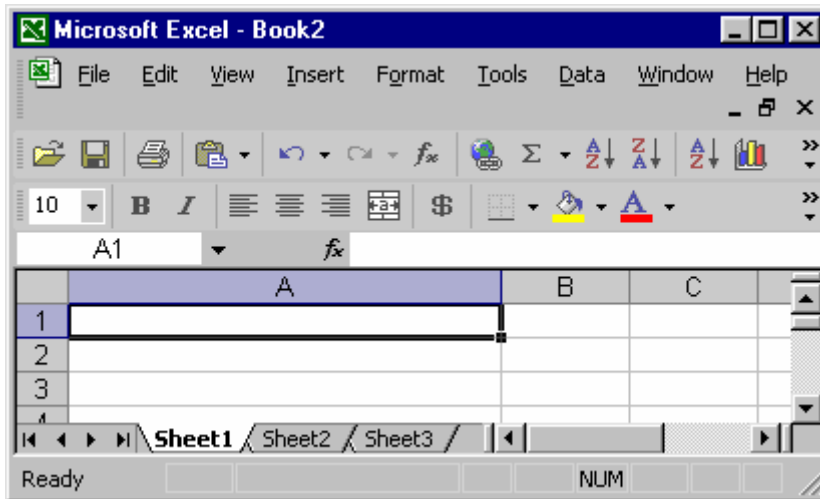 Microsoft Excel - Book2
File Edit View Insert Format Tools Data Window Help
10 B I $ A
A1 fx
A B C
1
2
3
4
Sheet1 Sheet2 Sheet3
Ready NUM